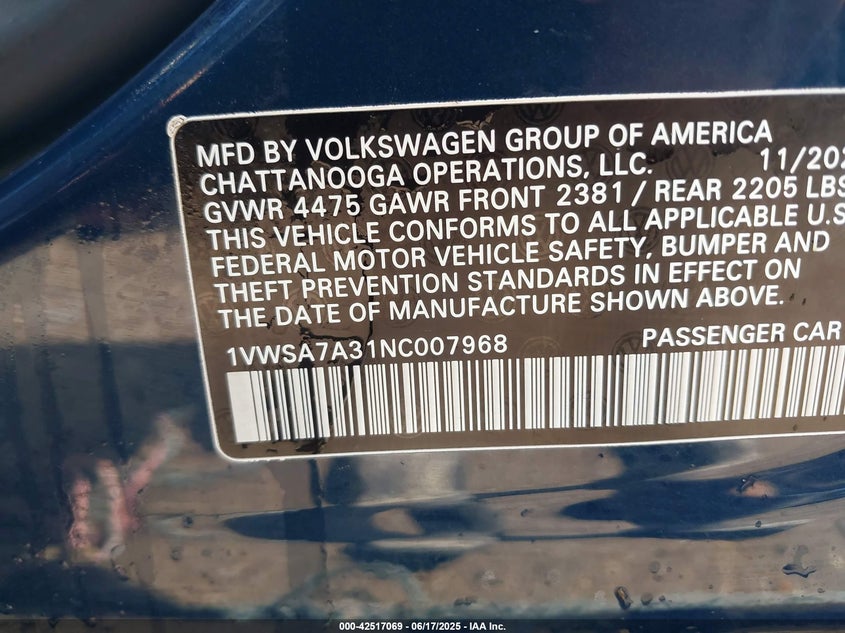 MFD BY VOLKSWAGEN GROUP OF AMERICA
CHATTANOOGA OPERATIONS, LLC. 11/202
GVWR 4475 GAWR FRONT 2381 / REAR 2205 LBS
THIS VEHICLE CONFORMS TO ALL APPLICABLE U.S
FEDERAL MOTOR VEHICLE SAFETY, BUMPER AND
THEFT PREVENTION STANDARDS IN EFFECT ON
THE DATE OF MANUFACTURE SHOWN ABOVE.
1VWSA7A31NC007968 PASSENGER CAR
000-42517069 | 06/17/2025 - IAA Inc.